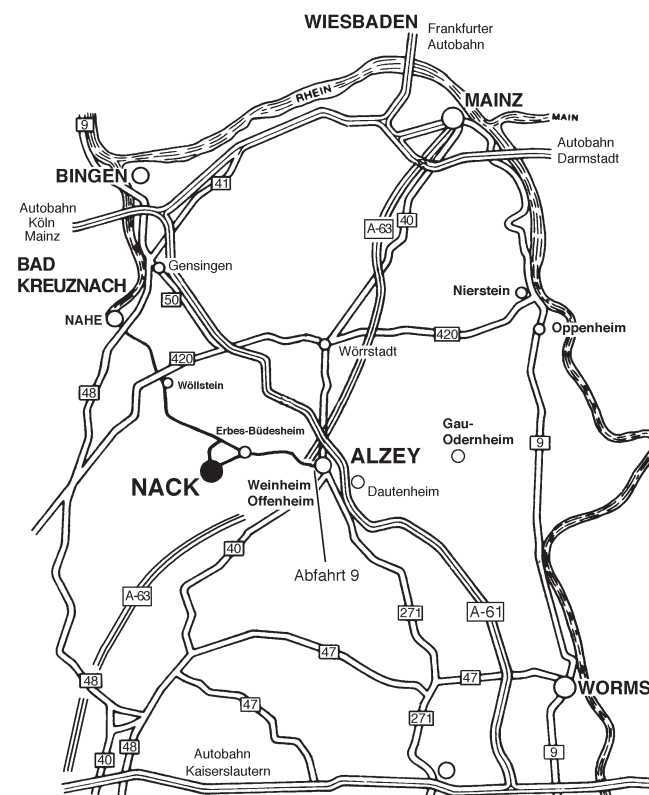 WIESBADEN
Frankfurter
Autobahn
RHEIN
MAINZ
MAIN
9
Autobahn
Darmstadt
BINGEN
41
Autobahn
Köln
Mainz
A-63
40
BAD
KREUZNACH
Gensingen
50
Nierstein
NAHE
Oppenheim
420
Wörrstadt
420
Wöllstein
48
Gau-
Odernheim
Erbes-Büdesheim
9
ALZEY
NACK
Weinheim
Offenheim
Dautenheim
40
Abfahrt 9
A-63
271
A-61
47
48
47
WORMS
47
271
48
40
9
Autobahn
Kaiserslautern